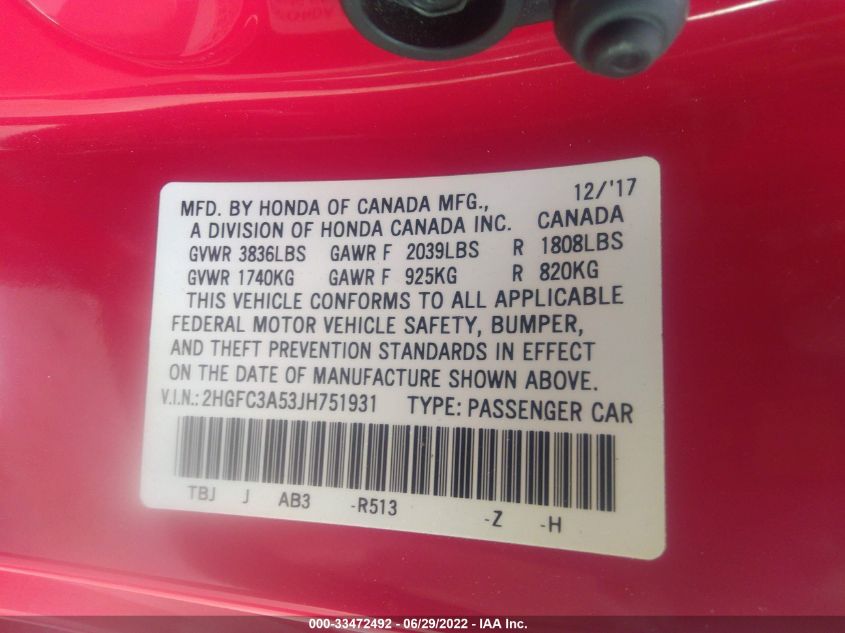 12/'17
MFD. BY HONDA OF CANADA MFG.,
A DIVISION OF HONDA CANADA INC. CANADA
GVWR 3836LBS GAWR F 2039LBS R 1808LBS
GVWR 1740KG GAWR F 925KG R 820KG
THIS VEHICLE CONFORMS TO ALL APPLICABLE
FEDERAL MOTOR VEHICLE SAFETY, BUMPER,
AND THEFT PREVENTION STANDARDS IN EFFECT
ON THE DATE OF MANUFACTURE SHOWN ABOVE.
V.I.N.: 2HGFC3A53JH751931 TYPE: PASSENGER CAR
TBJ J AB3 -R513 -Z -H
000-33472492 - 06/29/2022 - IAA Inc.